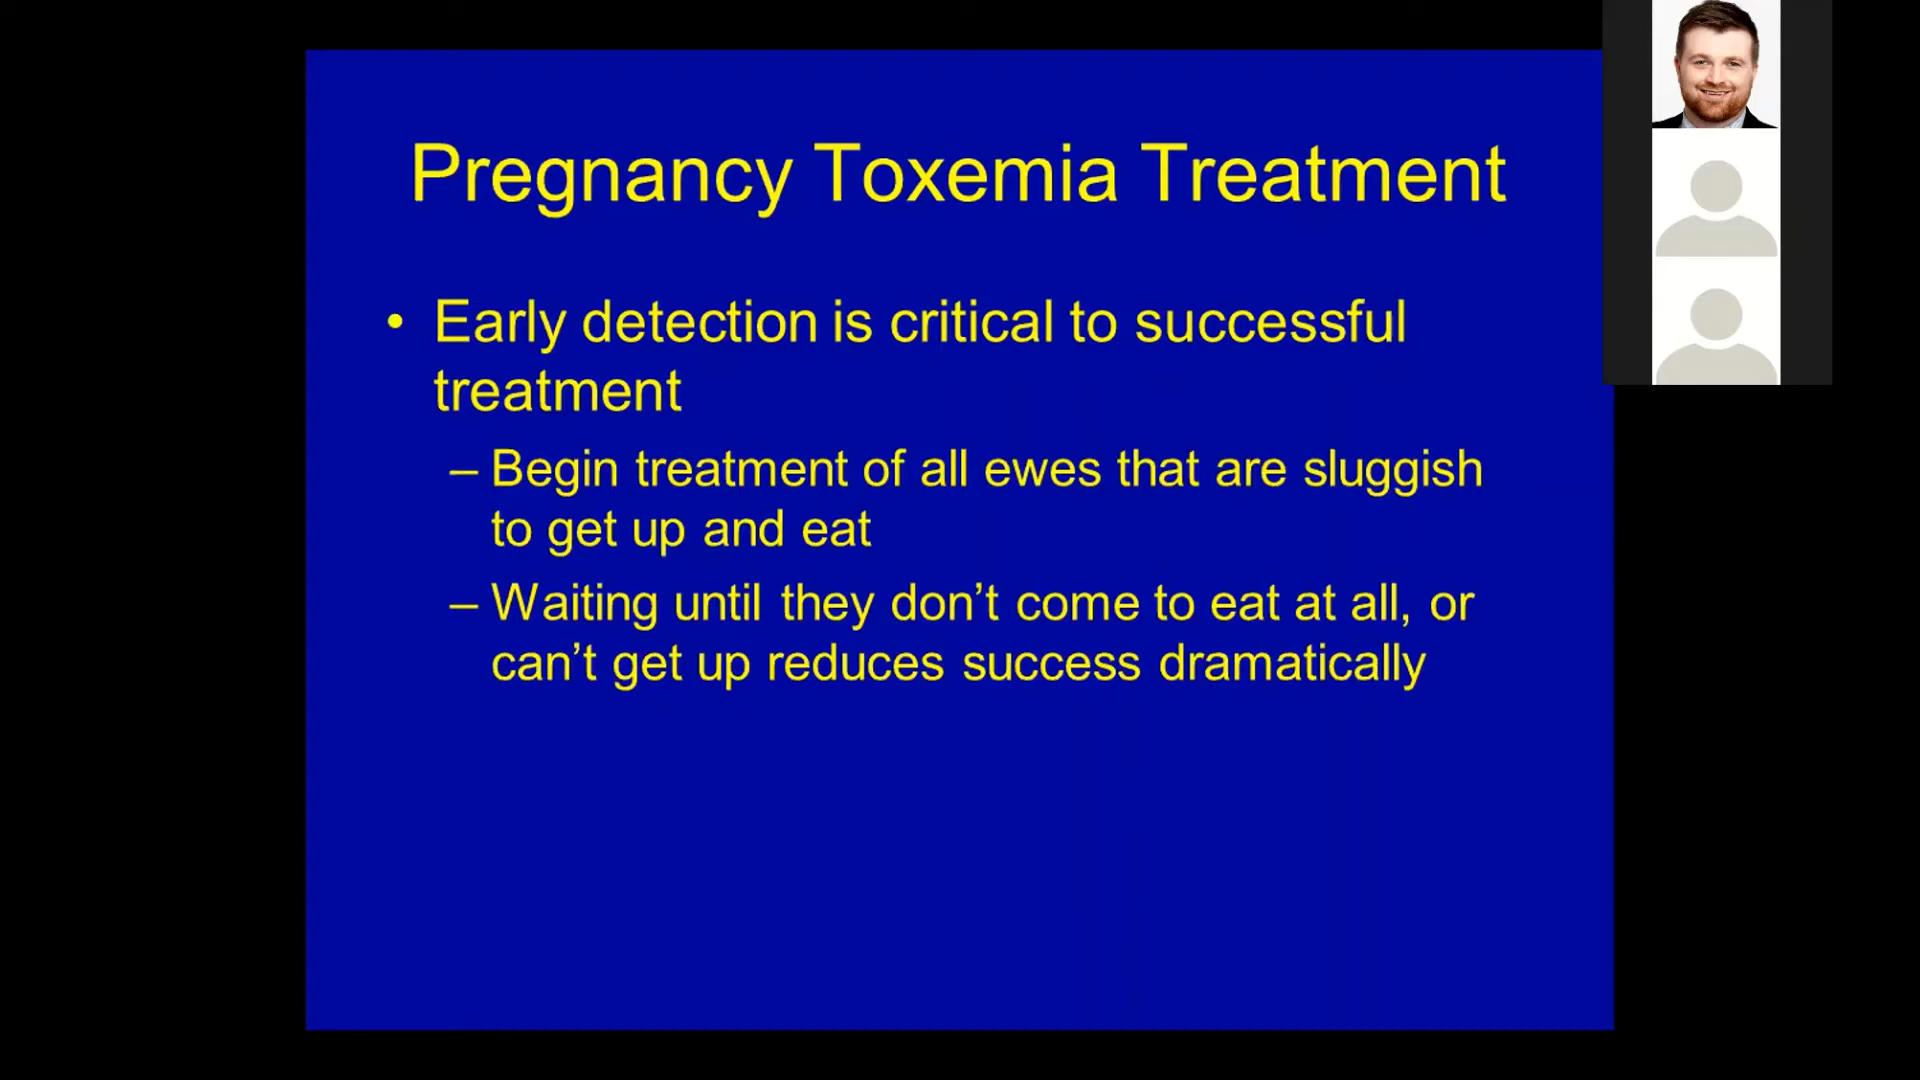 Pregnancy Toxemia Treatment
• Early detection is critical to successful
treatment
– Begin treatment of all ewes that are sluggish
to get up and eat
– Waiting until they don’t come to eat at all, or
can’t get up reduces success dramatically